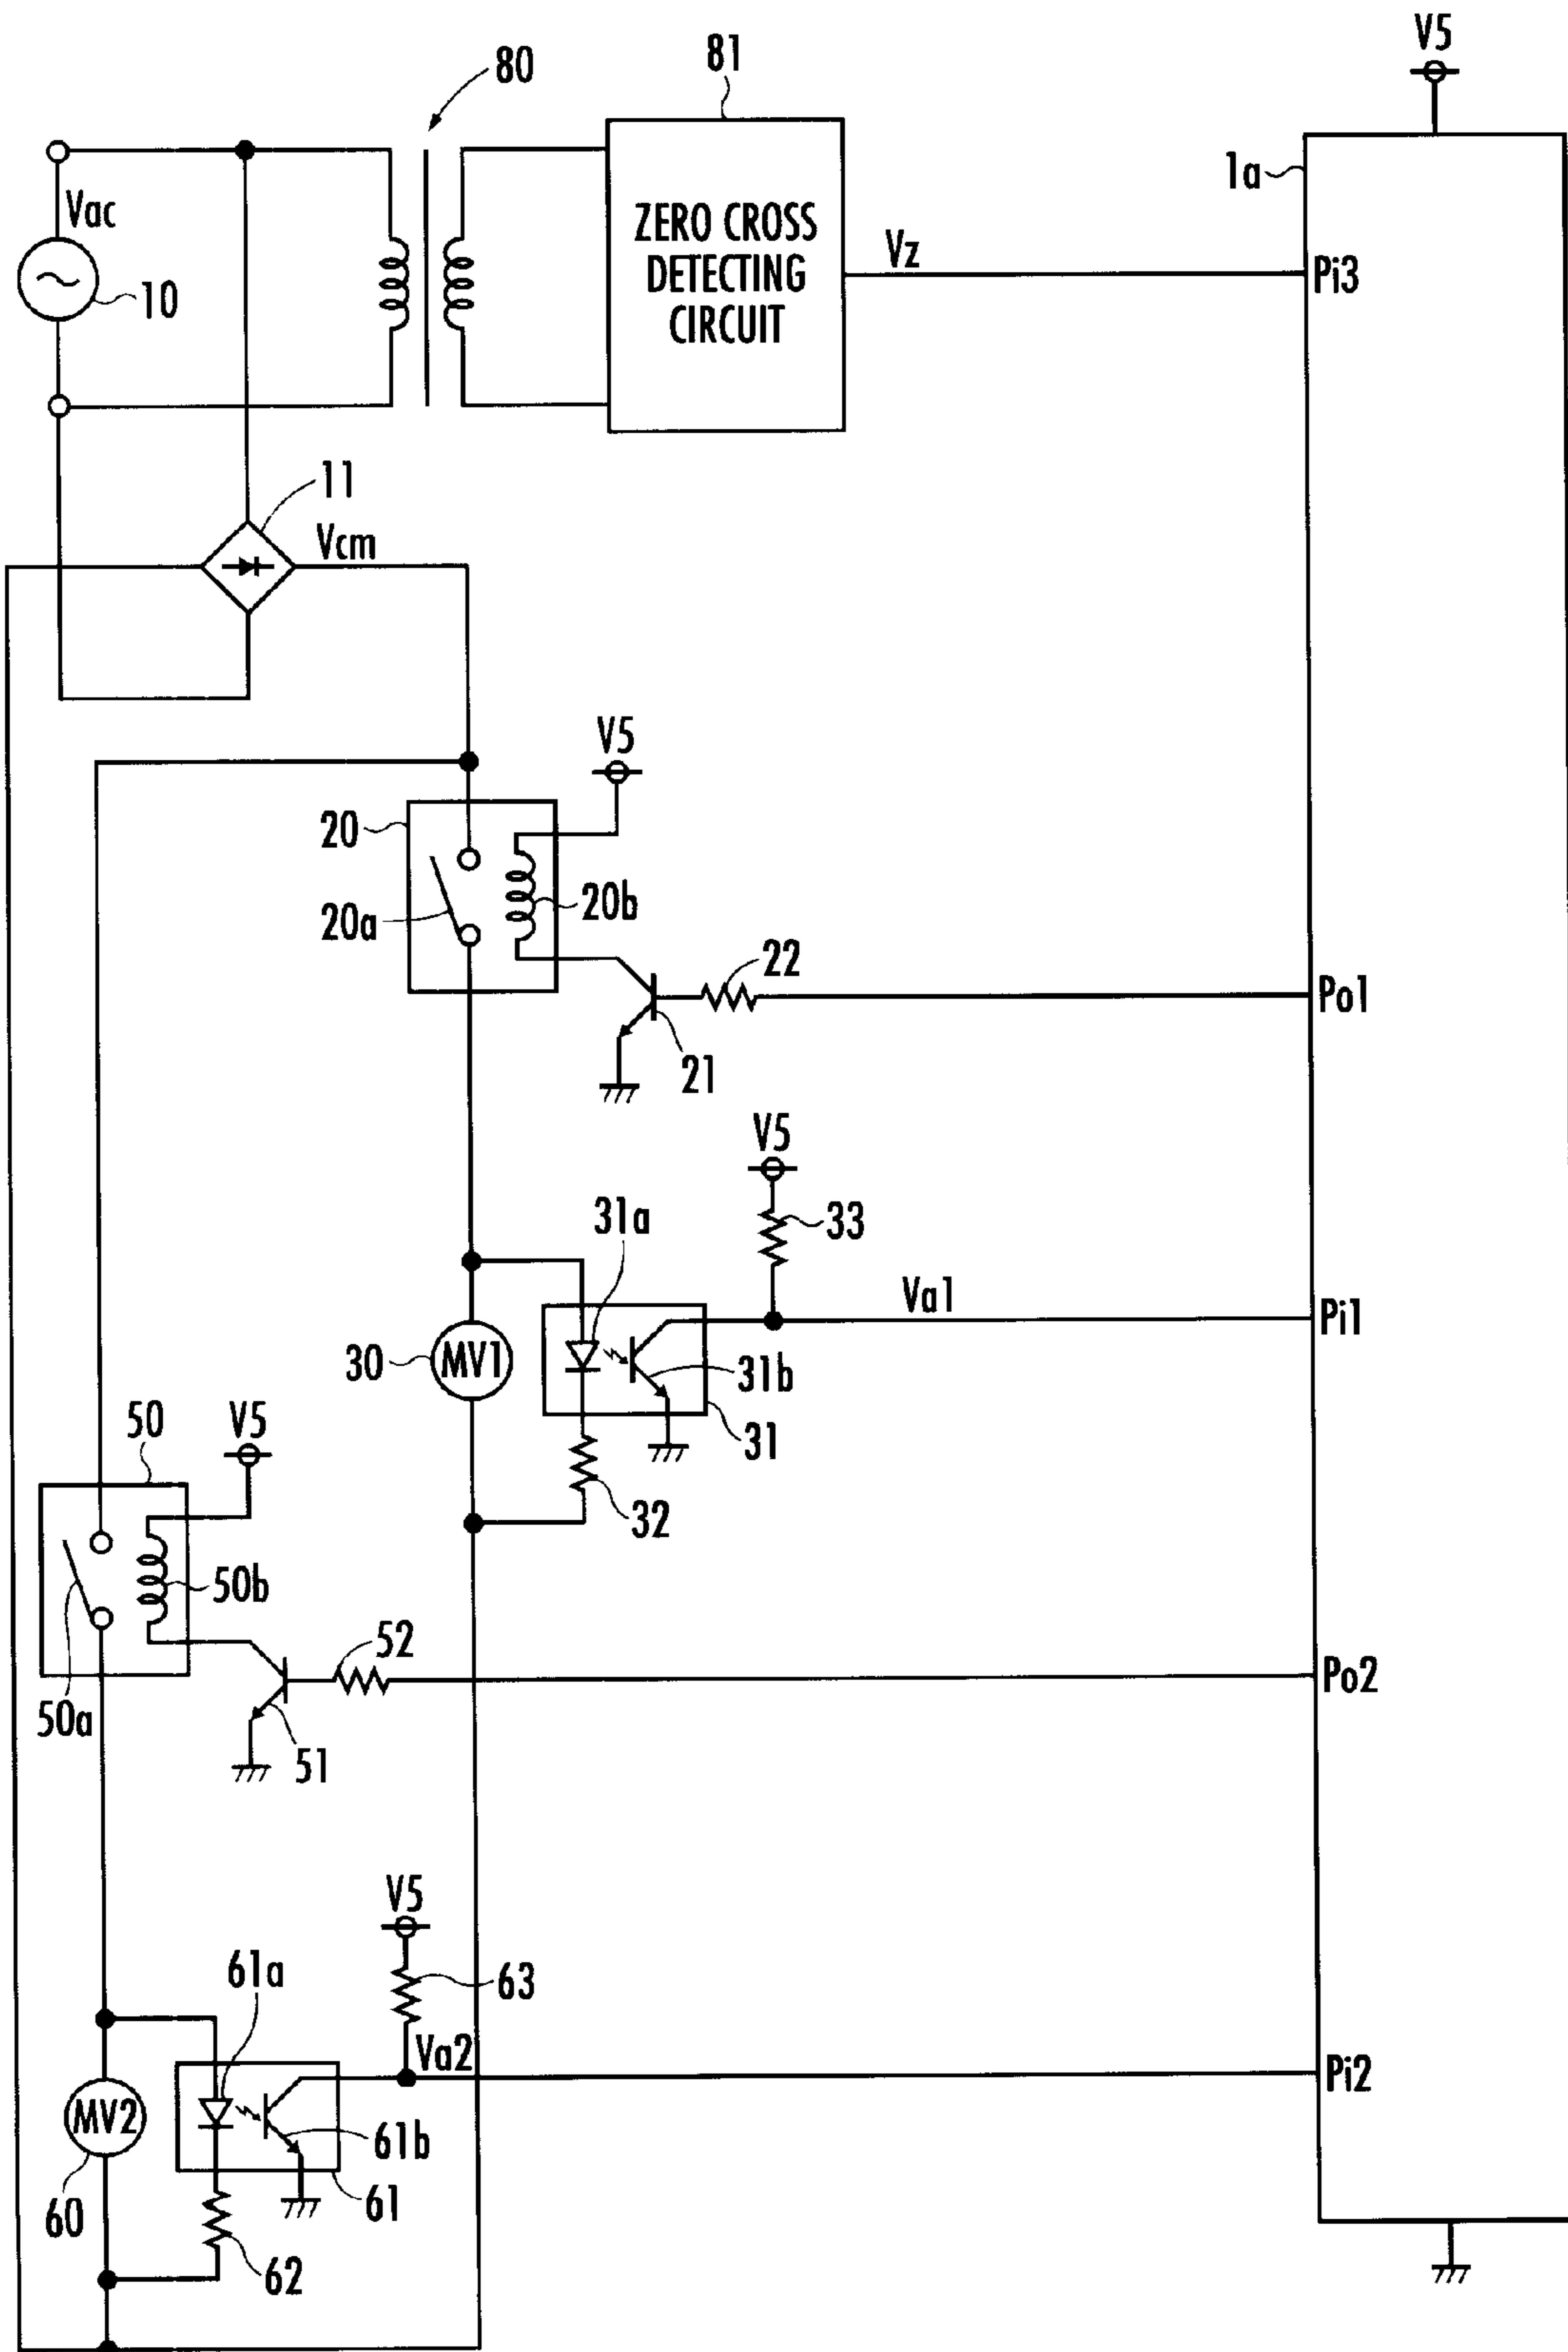 V5
81
80
1a
Vac
ZERO CROSS
DETECTING
CIRCUIT
Vz
Pi3
10
11
Vcm
V5
20
20a
20b
22
Po1
21
V5
31a
33
Va1
Pi1
30
MV1
31b
50
V5
31
32
50b
52
Po2
50a
51
V5
61a
63
Va2
Pi2
MV2
61b
60
61
62